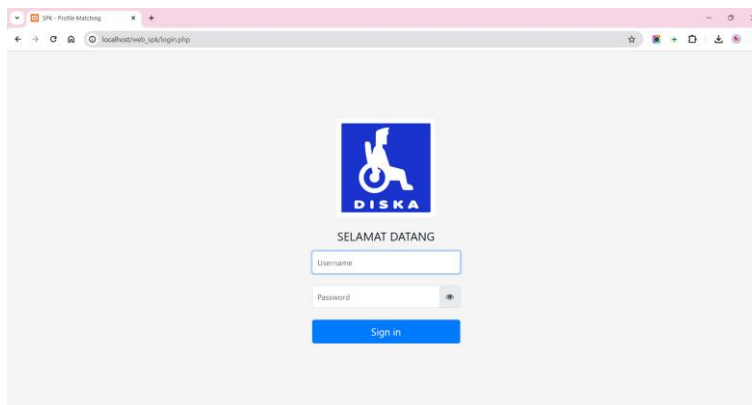 SPK - Profile Matching
localhost/web_spk/login.php
DISKA
SELAMAT DATANG
Username
Password
Sign in